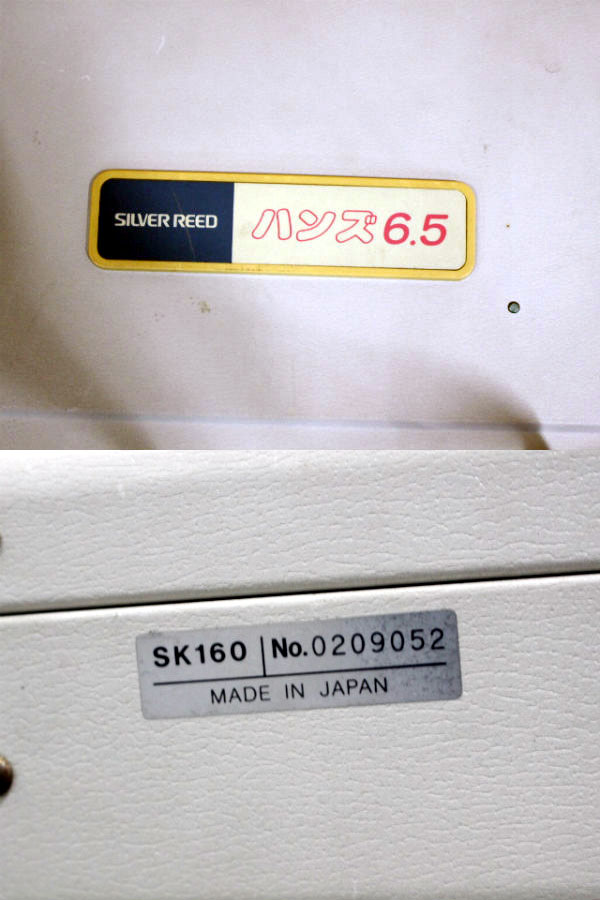 SILVER REED ハンズ6.5
SK160 No.0209052
MADE IN JAPAN